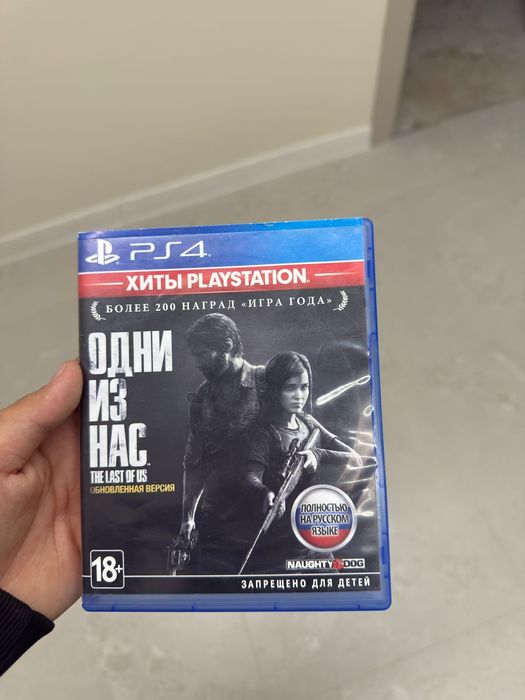 PS4
ХИТЫ PLAYSTATION
БОЛЕЕ 200 НАГРАД «ИГРА ГОДА»
ОДНИ
ИЗ
НАС
THE LAST OF US
ОБНОВЛЕННАЯ ВЕРСИЯ
ПОЛНОСТЬЮ
НА РУССКОМ
ЯЗЫКЕ
18+
NAUGHTY DOG
ЗАПРЕЩЕНО ДЛЯ ДЕТЕЙ